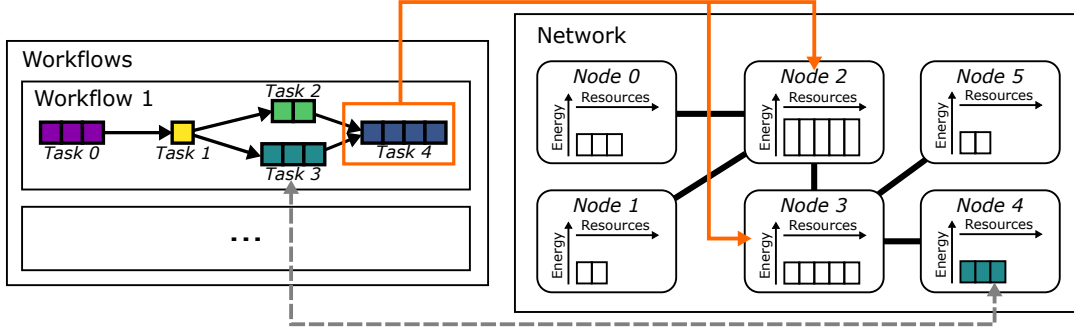 Workflows
Workflow 1
Task 0
Task 1
Task 2
Task 3
Task 4
...
Network
Node 0
Resources
Energy
Node 2
Resources
Energy
Node 5
Resources
Energy
Node 1
Resources
Energy
Node 3
Resources
Energy
Node 4
Resources
Energy